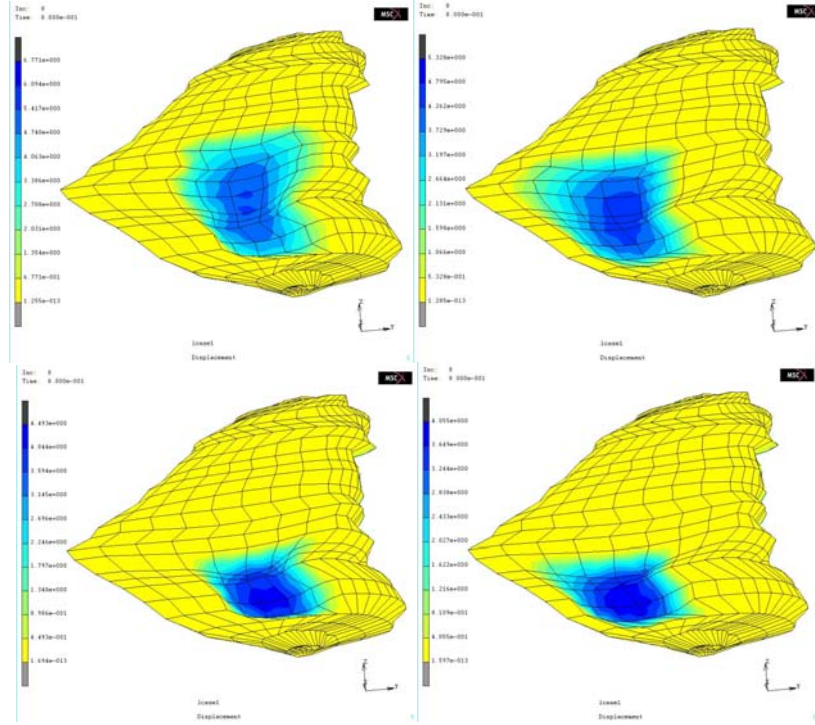 Inc: 0
Time: 8.000e-001
MSC X
6.771e+000
6.094e+000
5.417e+000
4.740e+000
4.063e+000
3.386e+000
2.708e+000
2.031e+000
1.354e+000
6.771e-001
1.255e-013
Z
Y
lcase1
Displacement
1
Inc: 0
Time: 8.000e-001
MSC X
5.328e+000
4.795e+000
4.262e+000
3.729e+000
3.197e+000
2.664e+000
2.131e+000
1.598e+000
1.066e+000
5.328e-001
1.285e-013
Z
Y
lcase1
Displacement
Inc: 0
Time: 8.000e-001
MSC X
4.493e+000
4.044e+000
3.594e+000
3.145e+000
2.696e+000
2.246e+000
1.797e+000
1.348e+000
8.986e-001
4.493e-001
1.694e-013
Z
Y
lcase1
Displacement
Inc: 0
Time: 8.000e-001
MSC X
4.055e+000
3.649e+000
3.244e+000
2.838e+000
2.433e+000
2.027e+000
1.622e+000
1.216e+000
8.109e-001
4.055e-001
1.597e-013
Z
Y
lcase1
Displacement